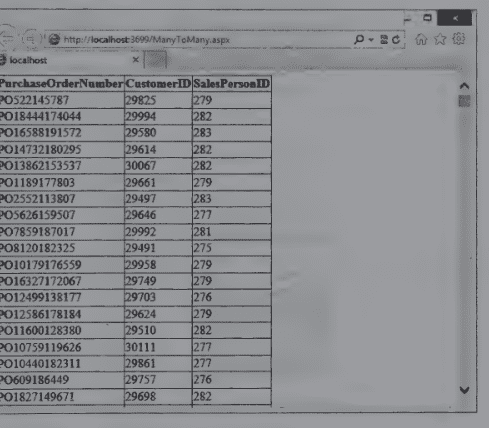 http://localhost:3699/ManyToMany.aspx
localhost ×
PurchaseOrderNumber CustomerID SalesPersonID
PO522145787 29825 279
PO18444174044 29994 282
PO16588191572 29580 283
PO14732180295 29614 282
PO13862153537 30067 282
PO1189177803 29661 279
PO2552113807 29497 283
PO5626159507 29646 277
PO7859187017 29992 281
PO8120182325 29491 275
PO10179176559 29958 279
PO16327172067 29749 279
PO12499138177 29703 276
PO12586178184 29624 279
PO11600128380 29510 282
PO10759119626 30111 277
PO10440182311 29861 277
PO609186449 29757 276
PO1827149671 29698 282